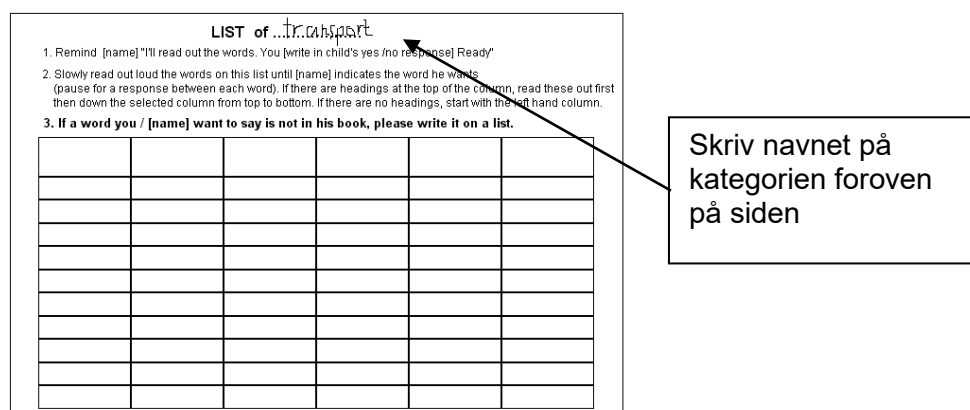 LIST of ...transport
1. Remind [name] "I'll read out the words. You [write in child's yes /no response] Ready"
2. Slowly read out loud the words on this list until [name] indicates the word he wants
(pause for a response between each word). If there are headings at the top of the column, read these out first
then down the selected column from top to bottom. If there are no headings, start with the left hand column.
3. If a word you / [name] want to say is not in his book, please write it on a list.
Skriv navnet på
kategorien foroven
på siden